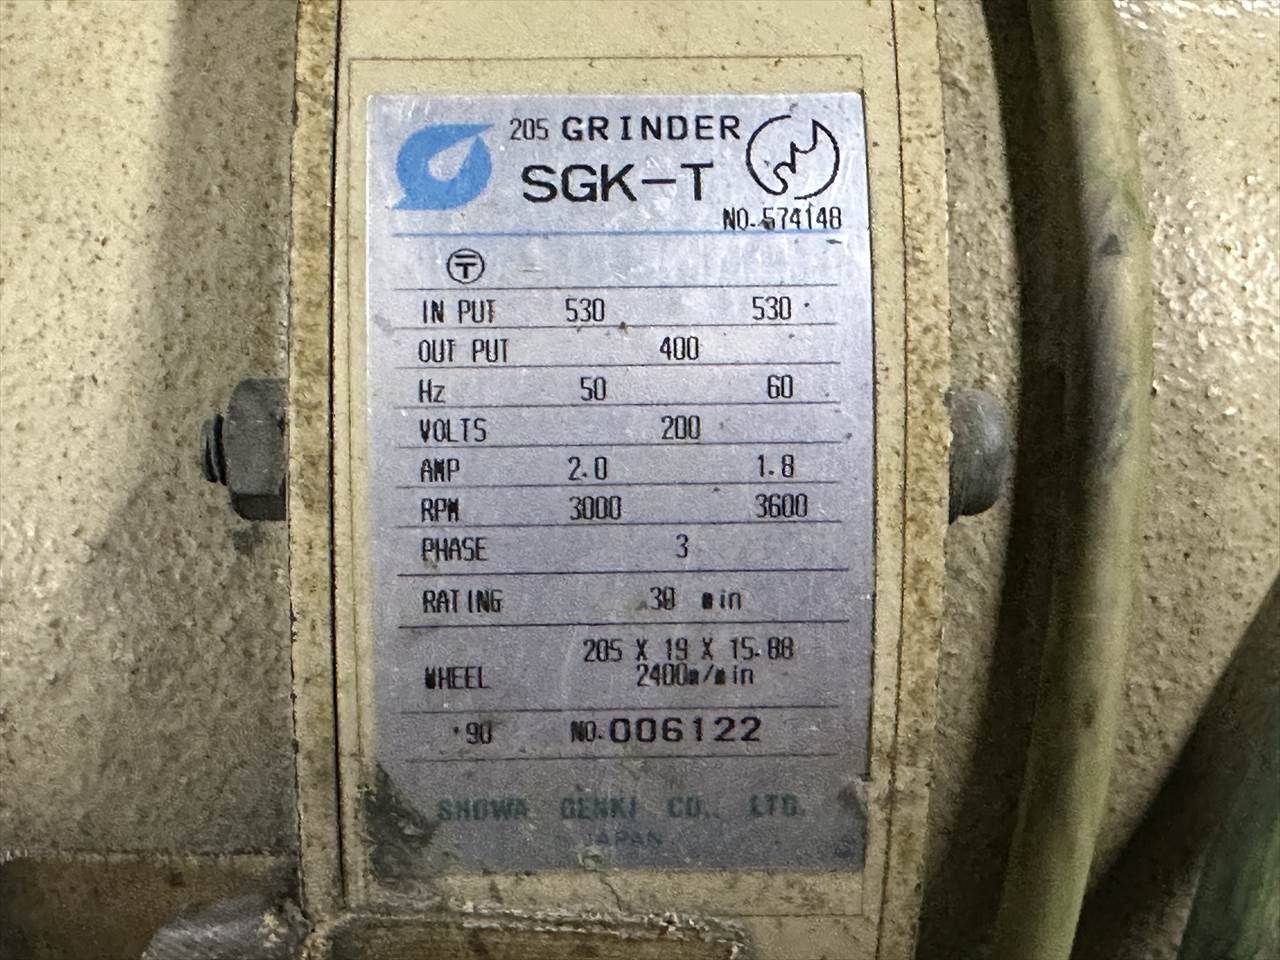 205 GRINDER
SGK-T
NO. 574148
〒
IN PUT 530 530
OUT PUT 400
Hz 50 60
VOLTS 200
AMP 2.0 1.8
RPM 3000 3600
PHASE 3
RATING 30 min
WHEEL 205 X 19 X 15.88
2400m/min
'90 NO. 006122
SHOWA DENKI CO., LTD.
JAPAN